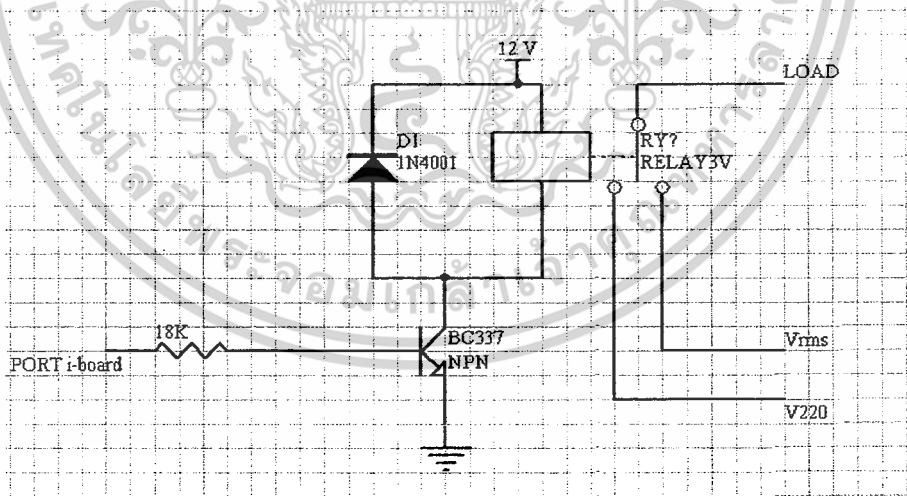 12 V
LOAD
D1
1N4001
RY?
RELAY3V
18K
BC337
NPN
PORT i-board
Vrms
V220